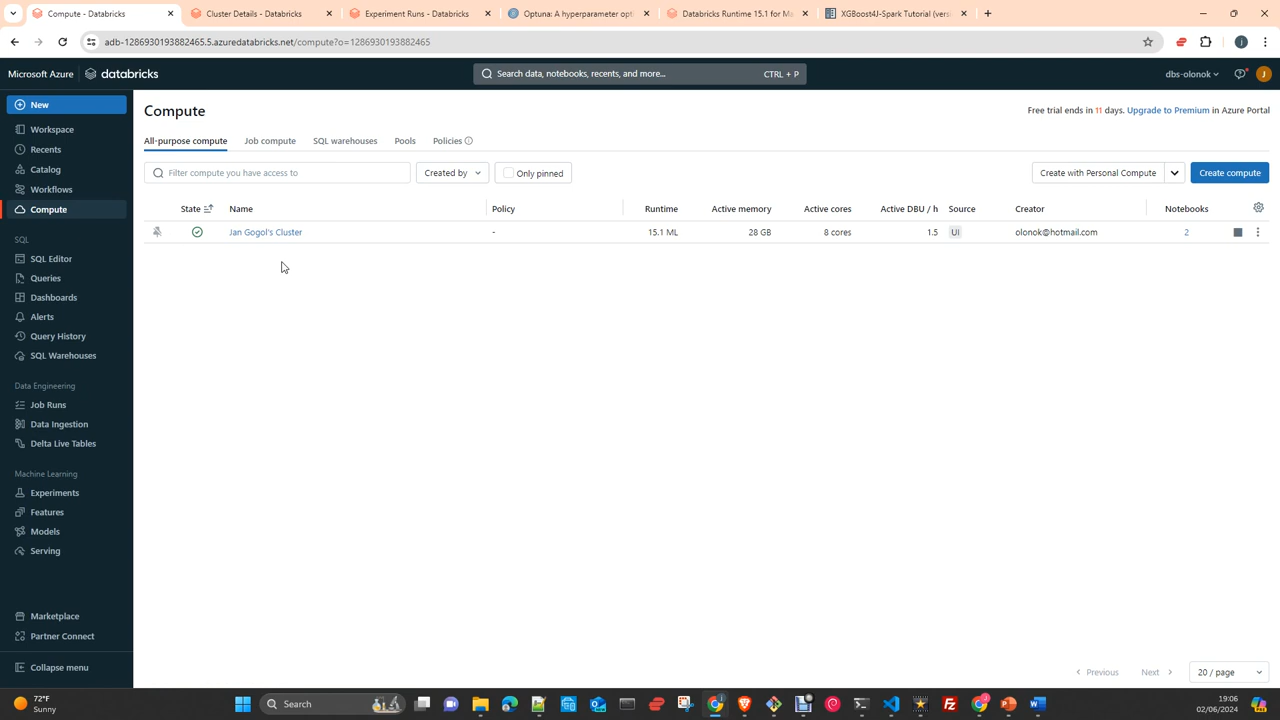 Compute - Databricks
Cluster Details - Databricks
Experiment Runs - Databricks
Optuna: A hyperparameter opti
Databricks Runtime 15.1 for Ma
XGBoost4J-Spark Tutorial (versi
adb-1286930193882465.5.azuredatabricks.net/compute?o=1286930193882465
Microsoft Azure
databricks
Search data, notebooks, recents, and more...
CTRL + P
dbs-olonok
J
New
Workspace
Recents
Catalog
Workflows
Compute
SQL
SQL Editor
Queries
Dashboards
Alerts
Query History
SQL Warehouses
Data Engineering
Job Runs
Data Ingestion
Delta Live Tables
Machine Learning
Experiments
Features
Models
Serving
Marketplace
Partner Connect
Collapse menu
Compute
Free trial ends in 11 days. Upgrade to Premium in Azure Portal
All-purpose compute
Job compute
SQL warehouses
Pools
Policies
Filter compute you have access to
Created by
Only pinned
Create with Personal Compute
Create compute
State Name Policy Runtime Active memory Active cores Active DBU / h Source Creator Notebooks
Jan Gogol's Cluster - 15.1 ML 28 GB 8 cores 1.5 UI olonok@hotmail.com 2
Previous
Next
20 / page
72°F
Sunny
Search
19:06
02/06/2024